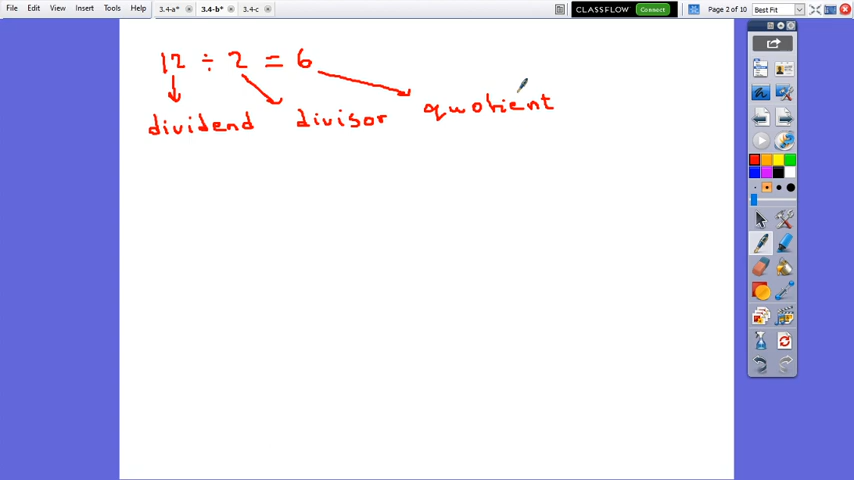 File Edit View Insert Tools Help 3.4-a* 3.4-b* 3.4-c CLASSFLOW Connect Page 2 of 10 Best Fit
12 ÷ 2 = 6
dividend divisor quotient